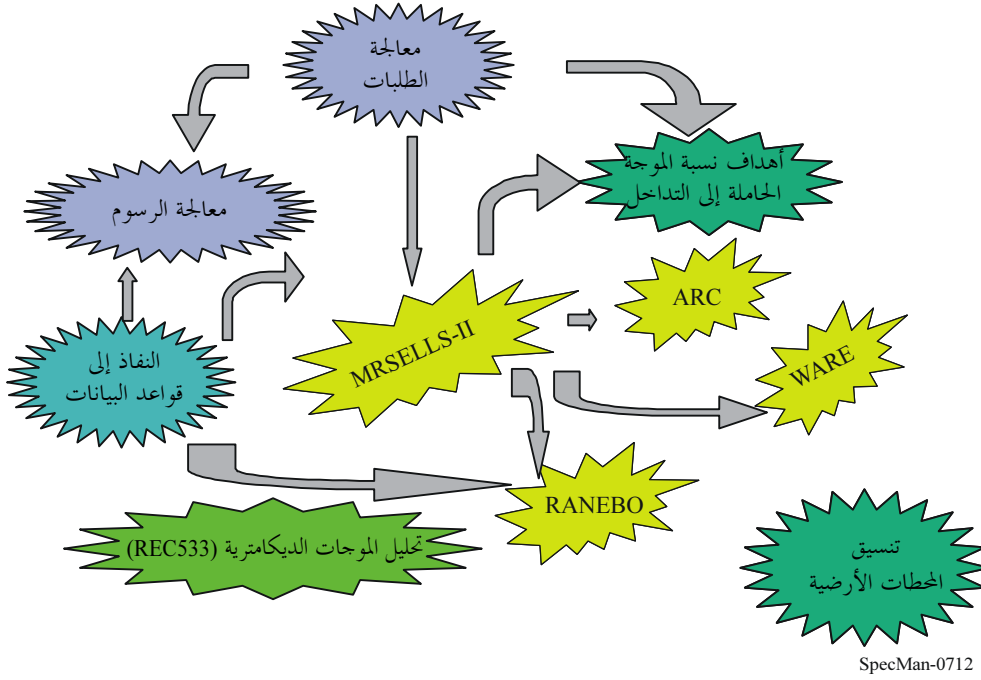 معالجة
الطلبات
أهداف نسبة الموجة
الحاملة إلى التداخل
معالجة الرسوم
ARC
MRSELLS-II
النفاذ إلى
قواعد البيانات
WARE
RANEBO
تحليل الموجات الديكامترية (REC533)
تنسيق
المحطات الأرضية
SpecMan-0712